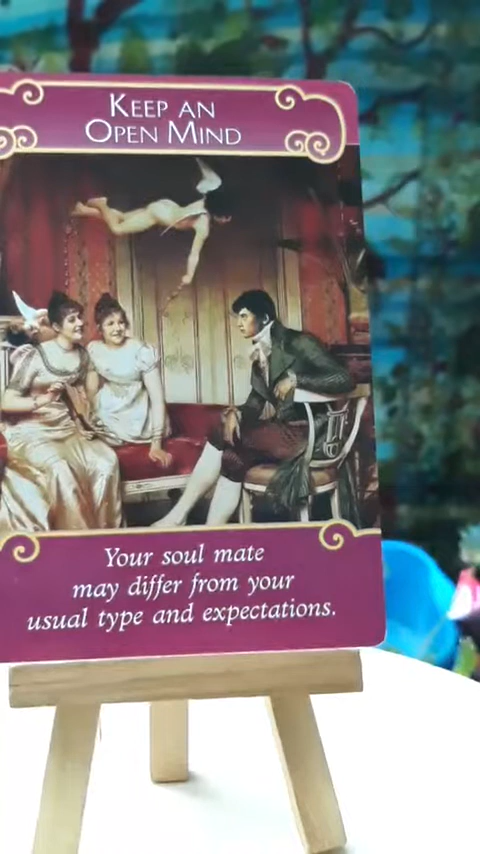 KEEP AN
OPEN MIND
Your soul mate
may differ from your
usual type and expectations.